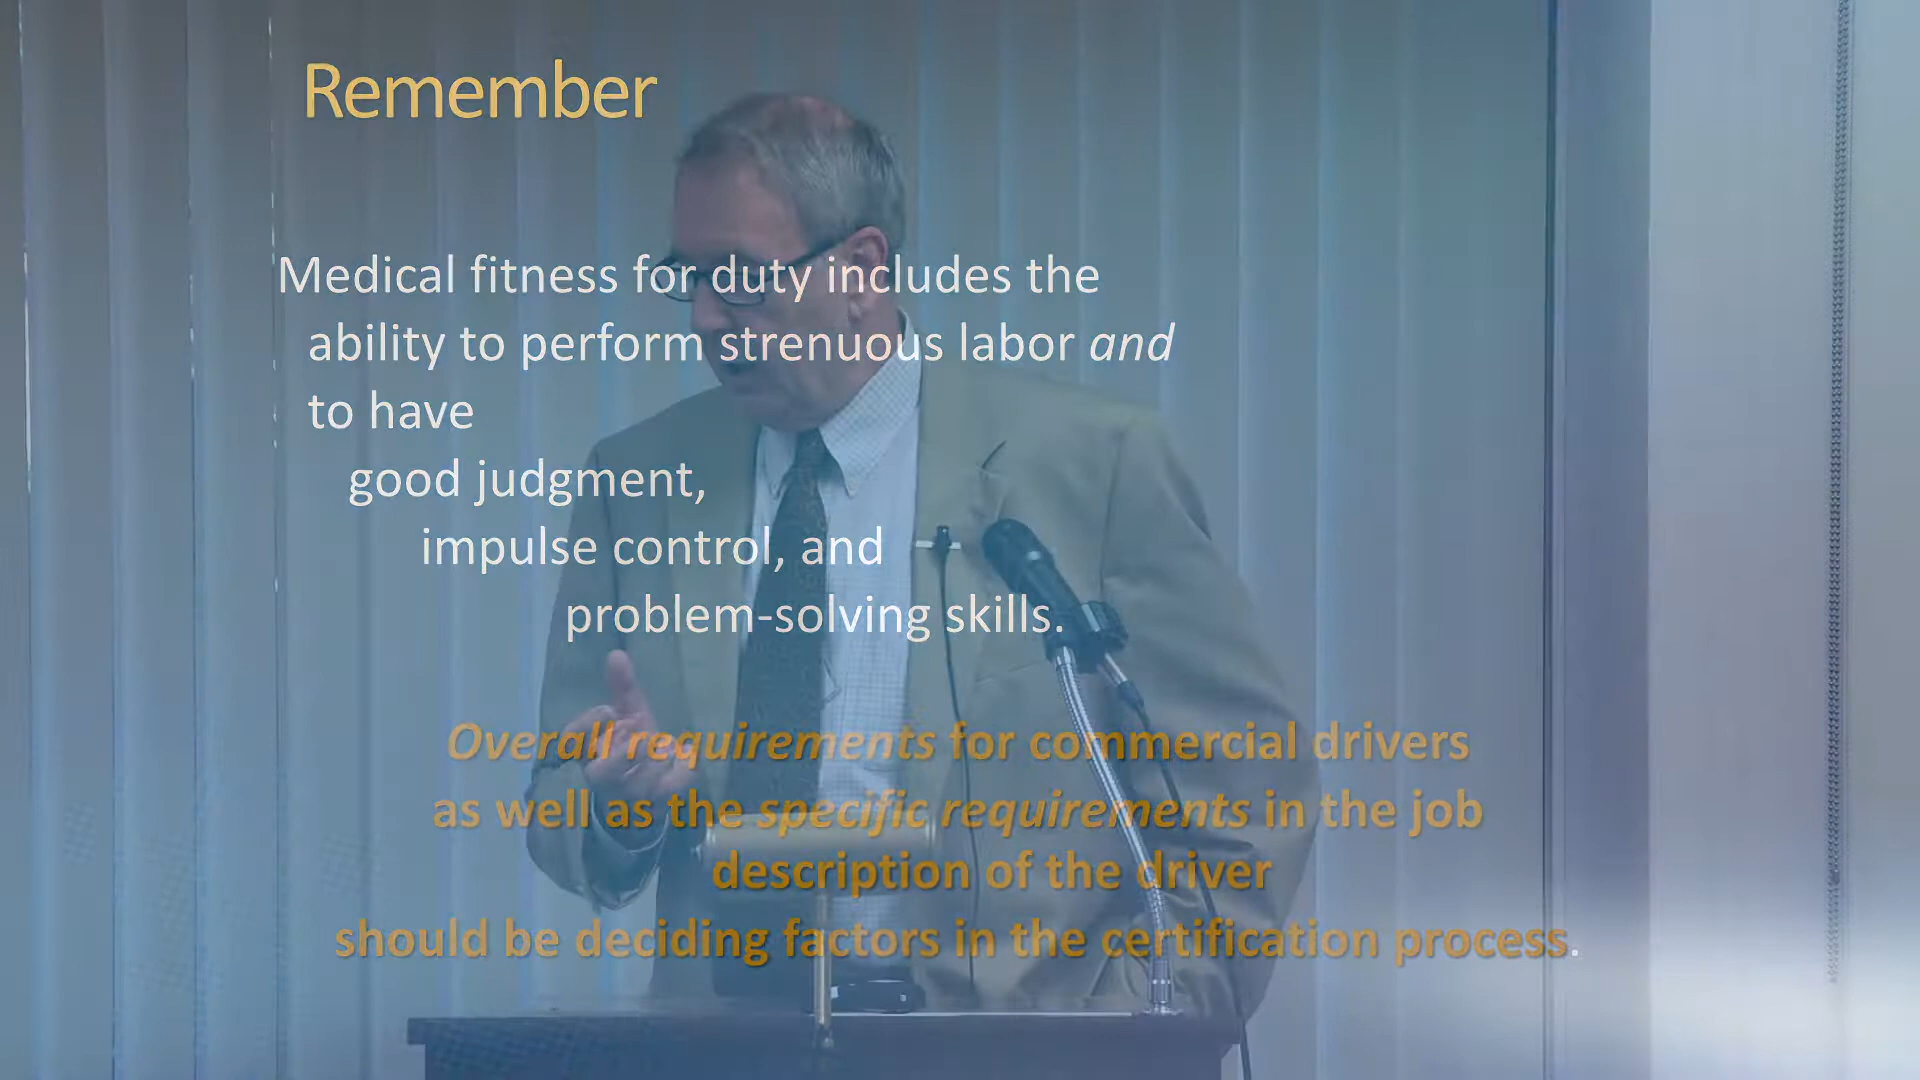 Remember
Medical fitness for duty includes the
ability to perform strenuous labor and
to have
good judgment,
impulse control, and
problem-solving skills.
Overall requirements for commercial drivers
as well as the specific requirements in the job
description of the driver
should be deciding factors in the certification process.